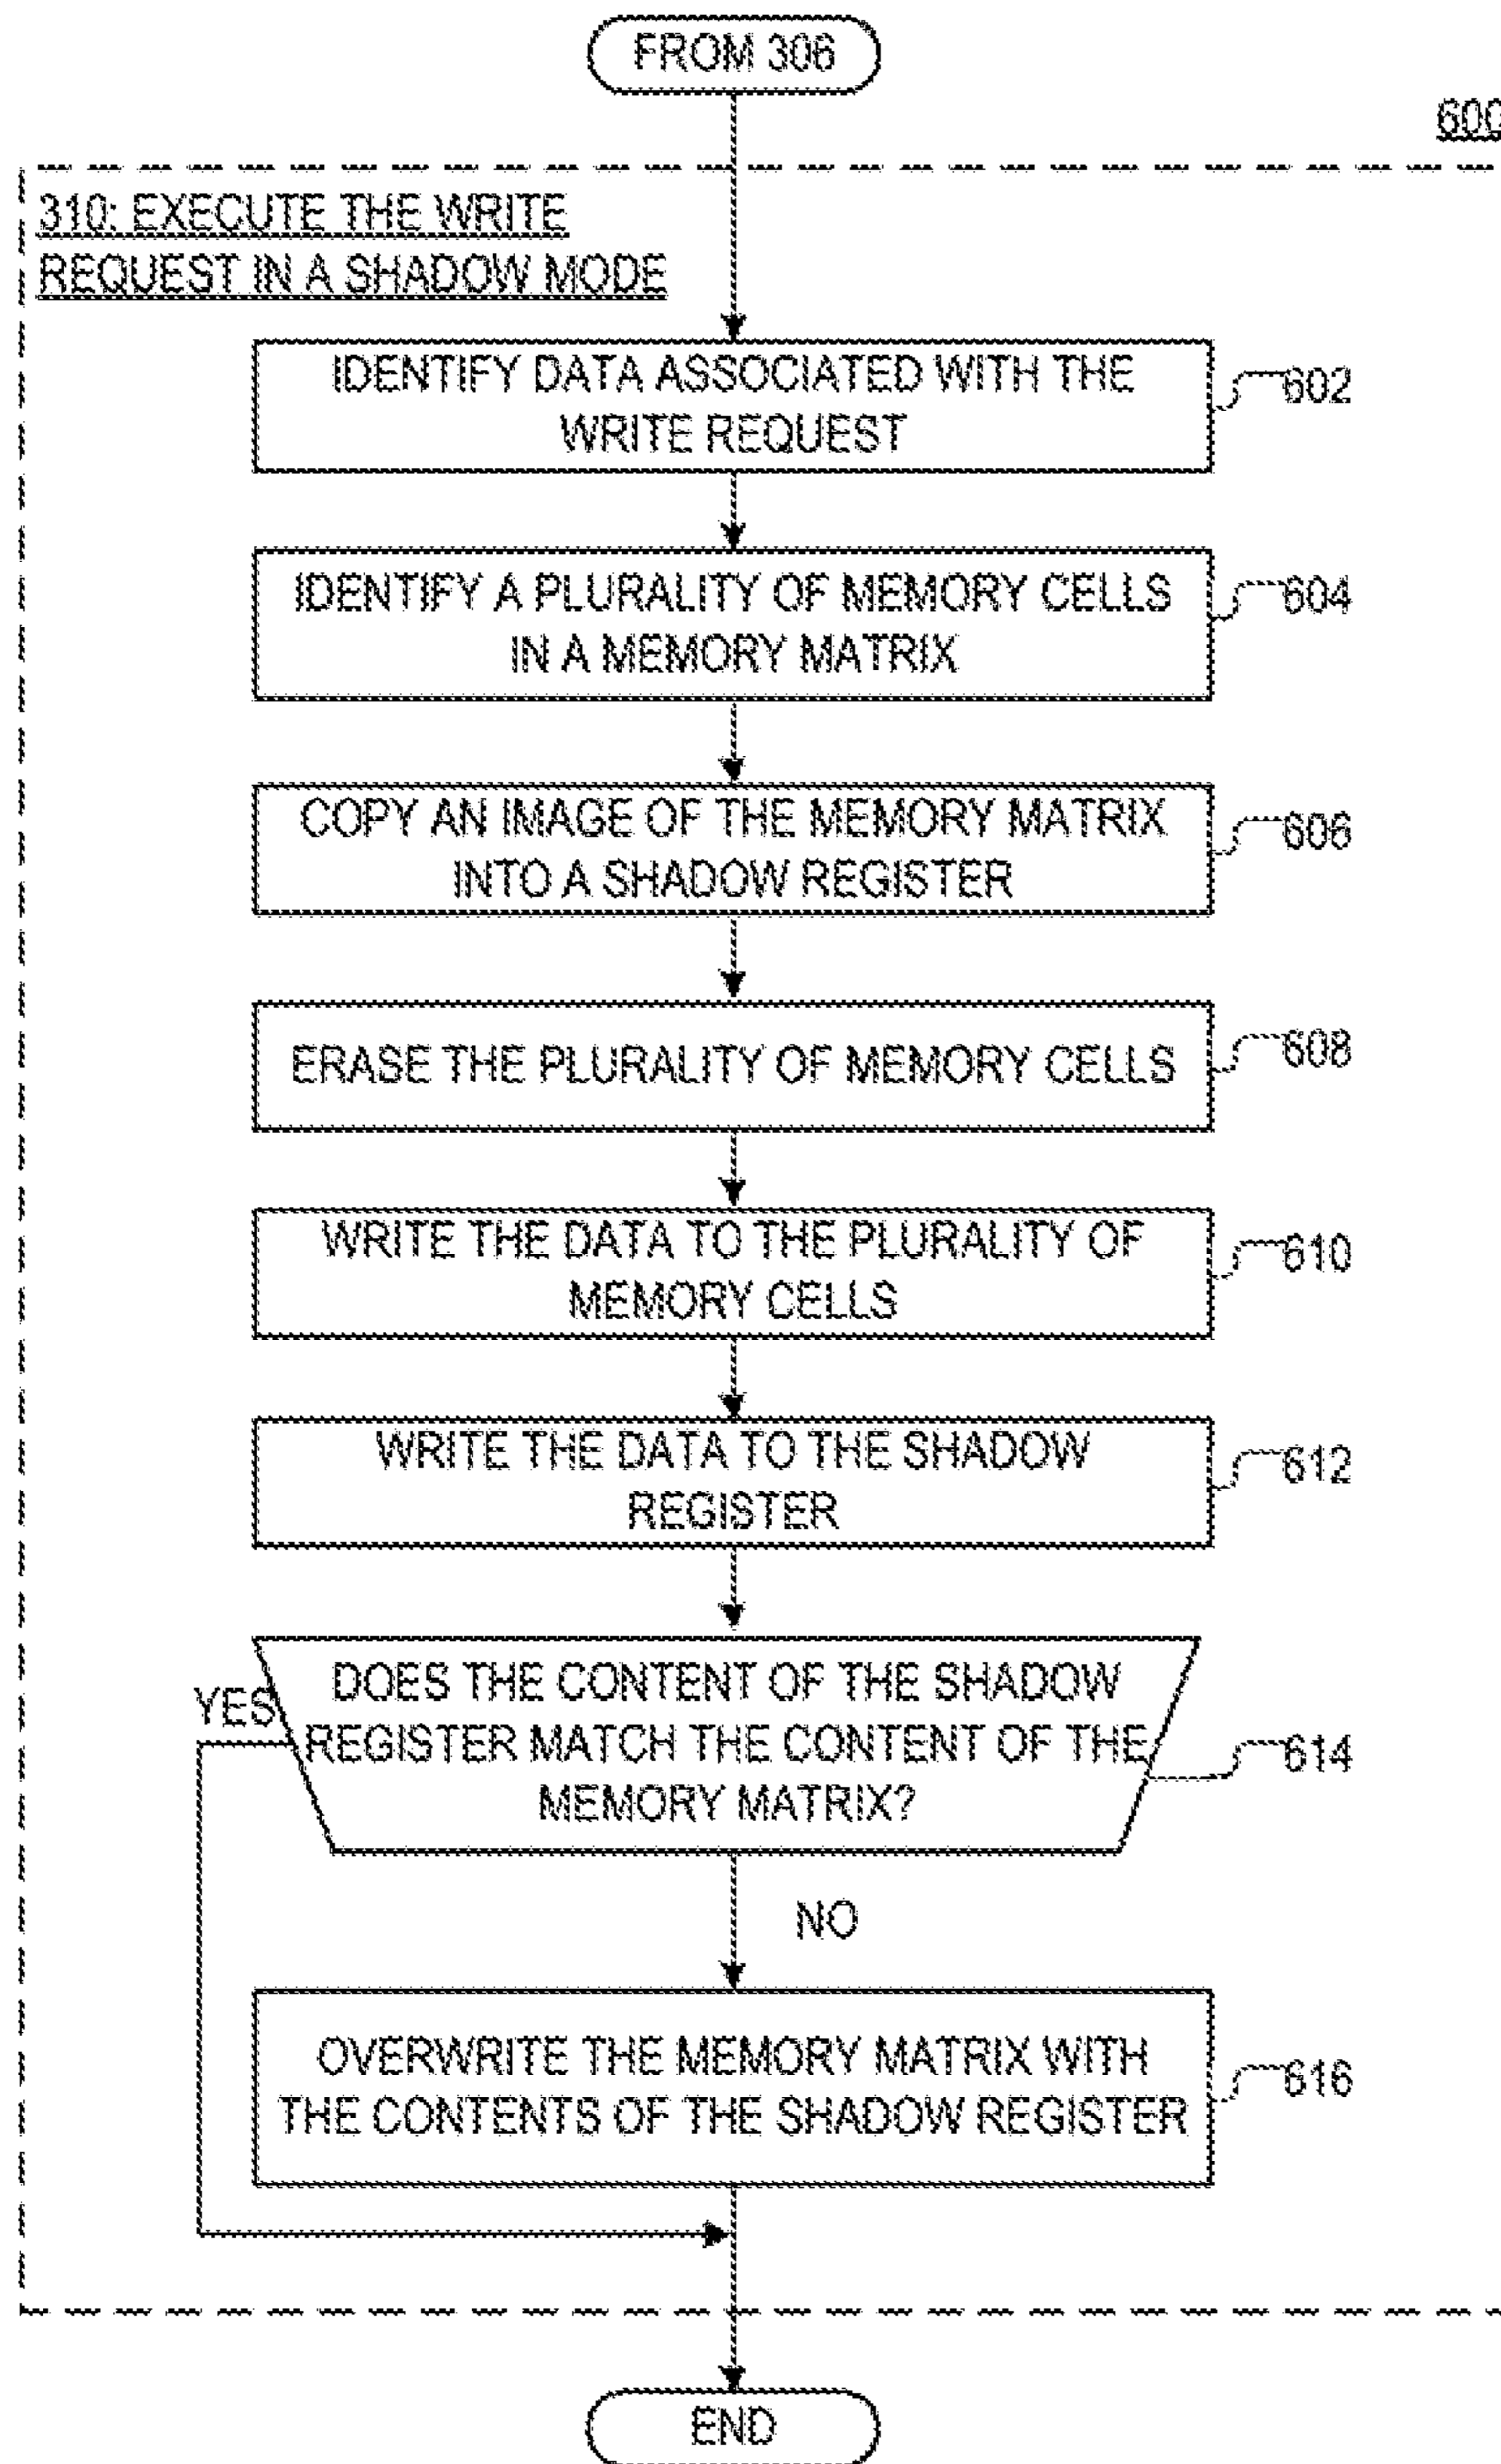 FROM 306
600
310: EXECUTE THE WRITE
REQUEST IN A SHADOW MODE
IDENTIFY DATA ASSOCIATED WITH THE
WRITE REQUEST
602
IDENTIFY A PLURALITY OF MEMORY CELLS
IN A MEMORY MATRIX
604
COPY AN IMAGE OF THE MEMORY MATRIX
INTO A SHADOW REGISTER
606
ERASE THE PLURALITY OF MEMORY CELLS
608
WRITE THE DATA TO THE PLURALITY OF
MEMORY CELLS
610
WRITE THE DATA TO THE SHADOW
REGISTER
612
YES
DOES THE CONTENT OF THE SHADOW
REGISTER MATCH THE CONTENT OF THE
MEMORY MATRIX?
614
NO
OVERWRITE THE MEMORY MATRIX WITH
THE CONTENTS OF THE SHADOW REGISTER
616
END